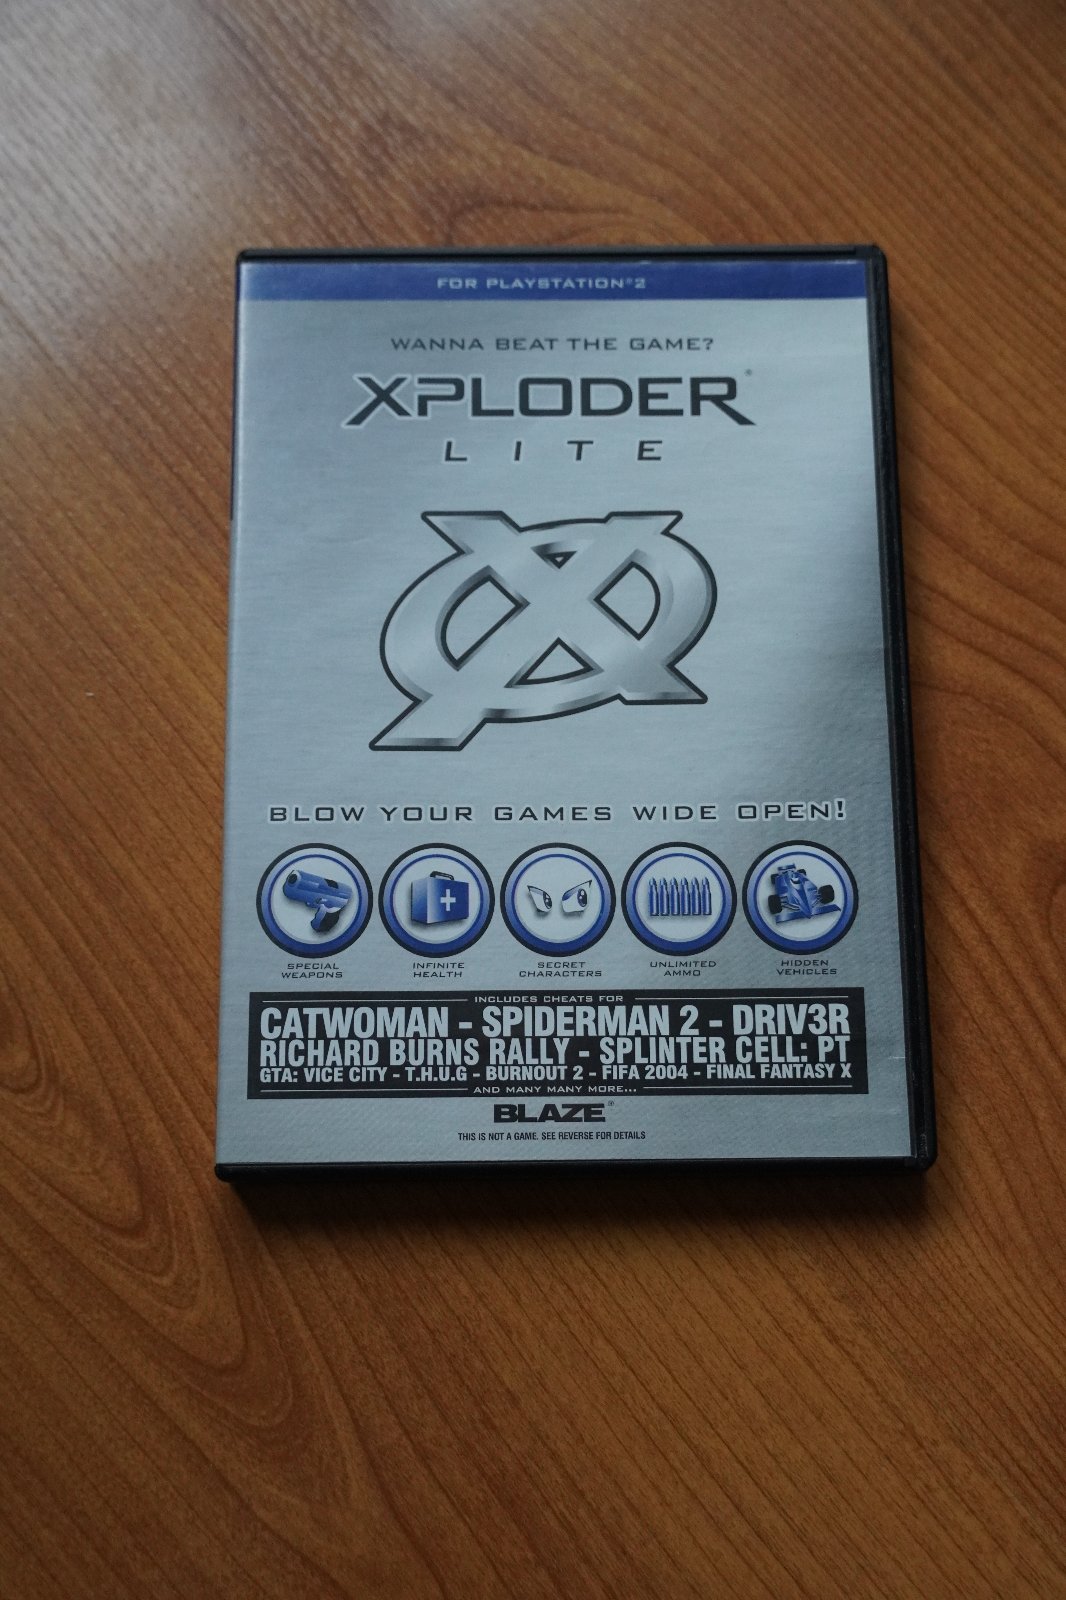 FOR PLAYSTATION®2
WANNA BEAT THE GAME?
XPLODER®
LITE
BLOW YOUR GAMES WIDE OPEN!
SPECIAL WEAPONS
INFINITE HEALTH
SECRET CHARACTERS
UNLIMITED AMMO
HIDDEN VEHICLES
INCLUDES CHEATS FOR
CATWOMAN - SPIDERMAN 2 - DRIV3R
RICHARD BURNS RALLY - SPLINTER CELL: PT
GTA: VICE CITY - T.H.U.G - BURNOUT 2 - FIFA 2004 - FINAL FANTASY X
AND MANY MANY MORE...
BLAZE®
THIS IS NOT A GAME. SEE REVERSE FOR DETAILS